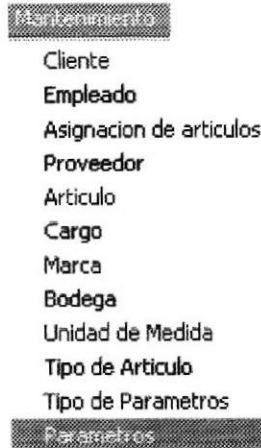 Mantenimiento
Cliente
Empleado
Asignacion de articulos
Proveedor
Articulo
Cargo
Marca
Bodega
Unidad de Medida
Tipo de Articulo
Tipo de Parametros
Parametros